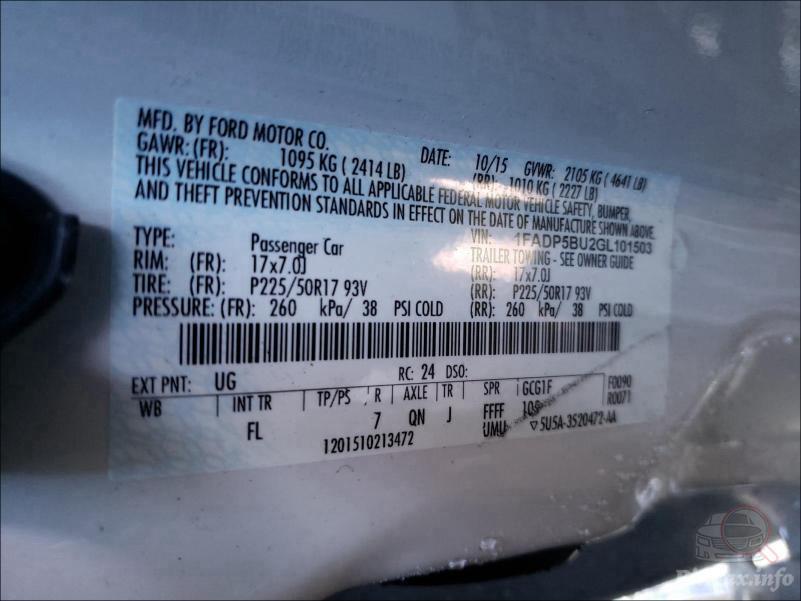 MFD. BY FORD MOTOR CO.
DATE: 10/15 GVWR: 2105 KG ( 4641 LB)
GAWR: (FR): 1095 KG ( 2414 LB) (RR): 1010 KG ( 2227 LB)
THIS VEHICLE CONFORMS TO ALL APPLICABLE FEDERAL MOTOR VEHICLE SAFETY, BUMPER,
AND THEFT PREVENTION STANDARDS IN EFFECT ON THE DATE OF MANUFACTURE SHOWN ABOVE.
VIN: 1FADP5BU2GL101503
TYPE: Passenger Car TRAILER TOWING - SEE OWNER GUIDE
RIM: (FR): 17x7.0J (RR): 17x7.0J
TIRE: (FR): P225/50R17 93V (RR): P225/50R17 93V
PRESSURE: (FR): 260 kPa/ 38 PSI COLD (RR): 260 kPa/ 38 PSI COLD
EXT PNT: UG RC: 24 DSO:
WB INT TR TP/PS R AXLE TR SPR GCG1F F0090
FL 7 QN J FFFF R0071
UMU
1201510213472 ▽5U5A-3520472-AA